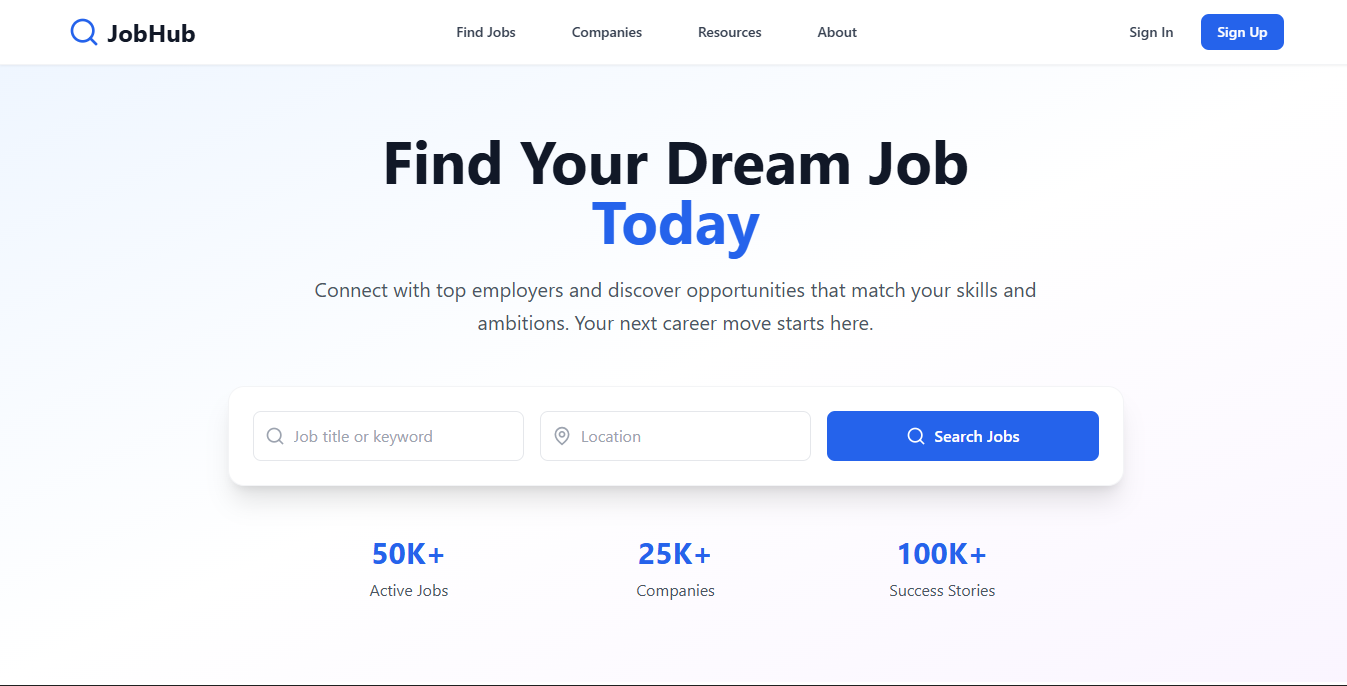 JobHub
Find Jobs
Companies
Resources
About
Sign In
Sign Up
Find Your Dream Job
Today
Connect with top employers and discover opportunities that match your skills and
ambitions. Your next career move starts here.
Job title or keyword
Location
Search Jobs
50K+
Active Jobs
25K+
Companies
100K+
Success Stories